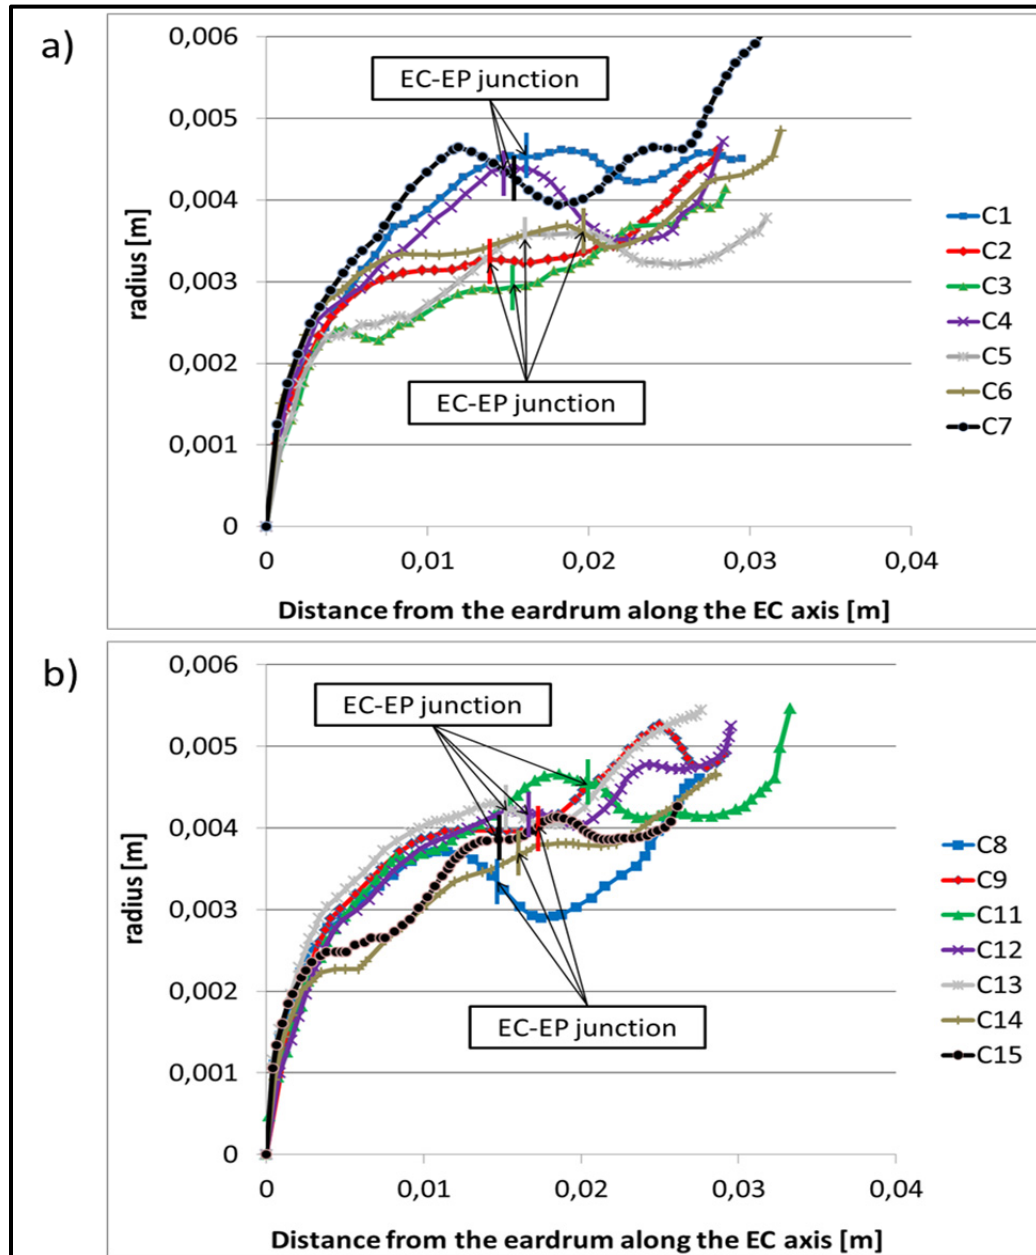 a)
0,006
0,005
0,004
0,003
0,002
0,001
0
radius [m]
EC-EP junction
EC-EP junction
0 0,01 0,02 0,03 0,04
Distance from the eardrum along the EC axis [m]
C1
C2
C3
C4
C5
C6
C7
b)
0,006
0,005
0,004
0,003
0,002
0,001
0
radius [m]
EC-EP junction
EC-EP junction
0 0,01 0,02 0,03 0,04
Distance from the eardrum along the EC axis [m]
C8
C9
C11
C12
C13
C14
C15